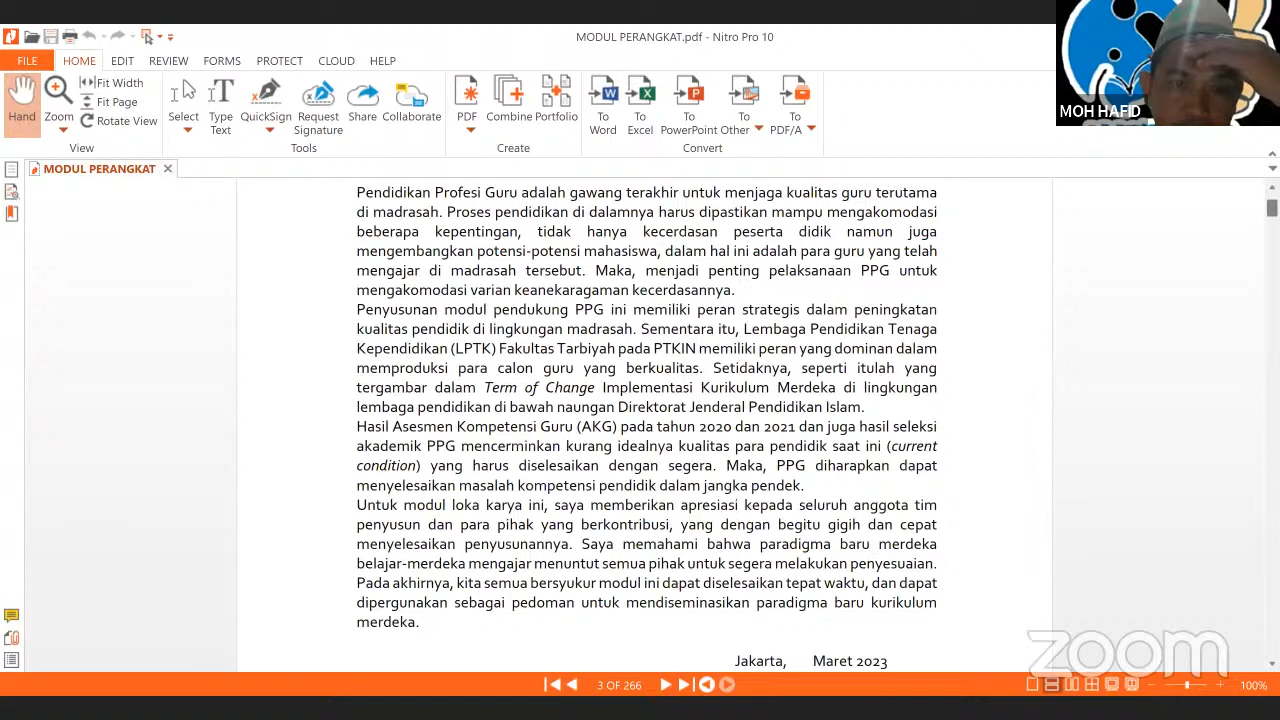 MODUL PERANGKAT.pdf - Nitro Pro 10
FILE HOME EDIT REVIEW FORMS PROTECT CLOUD HELP
Hand
Zoom
Fit Width
Fit Page
Rotate View
View
Select
Type Text
QuickSign
Request Signature
Share
Collaborate
Tools
PDF
Combine
Portfolio
Create
To Word
To Excel
To PowerPoint
To Other
To PDF/A
Convert
MOH HAFID
MODUL PERANGKAT
Pendidikan Profesi Guru adalah gawang terakhir untuk menjaga kualitas guru terutama
di madrasah. Proses pendidikan di dalamnya harus dipastikan mampu mengakomodasi
beberapa kepentingan, tidak hanya kecerdasan peserta didik namun juga
mengembangkan potensi-potensi mahasiswa, dalam hal ini adalah para guru yang telah
mengajar di madrasah tersebut. Maka, menjadi penting pelaksanaan PPG untuk
mengakomodasi varian keanekaragaman kecerdasannya.
Penyusunan modul pendukung PPG ini memiliki peran strategis dalam peningkatan
kualitas pendidik di lingkungan madrasah. Sementara itu, Lembaga Pendidikan Tenaga
Kependidikan (LPTK) Fakultas Tarbiyah pada PTKIN memiliki peran yang dominan dalam
memproduksi para calon guru yang berkualitas. Setidaknya, seperti itulah yang
tergambar dalam Term of Change Implementasi Kurikulum Merdeka di lingkungan
lembaga pendidikan di bawah naungan Direktorat Jenderal Pendidikan Islam.
Hasil Asesmen Kompetensi Guru (AKG) pada tahun 2020 dan 2021 dan juga hasil seleksi
akademik PPG mencerminkan kurang idealnya kualitas para pendidik saat ini (current
condition) yang harus diselesaikan dengan segera. Maka, PPG diharapkan dapat
menyelesaikan masalah kompetensi pendidik dalam jangka pendek.
Untuk modul loka karya ini, saya memberikan apresiasi kepada seluruh anggota tim
penyusun dan para pihak yang berkontribusi, yang dengan begitu gigih dan cepat
menyelesaikan penyusunannya. Saya memahami bahwa paradigma baru merdeka
belajar-merdeka mengajar menuntut semua pihak untuk segera melakukan penyesuaian.
Pada akhirnya, kita semua bersyukur modul ini dapat diselesaikan tepat waktu, dan dapat
dipergunakan sebagai pedoman untuk mendiseminasikan paradigma baru kurikulum
merdeka.
Jakarta, Maret 2023
zoom
3 OF 266
100%